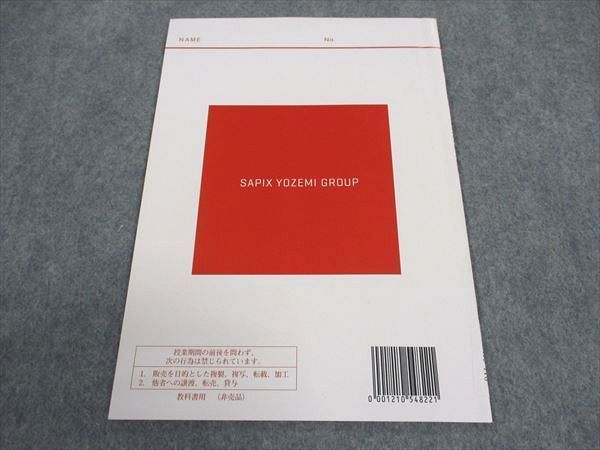 NAME No.
SAPIX YOZEMI GROUP
授業期間の前後を問わず、
次の行為は禁じられています。
1. 販売を目的とした複製、複写、転載、加工
2. 他者への譲渡、転売、貸与
教科書用 （非売品）
0 001210 548221